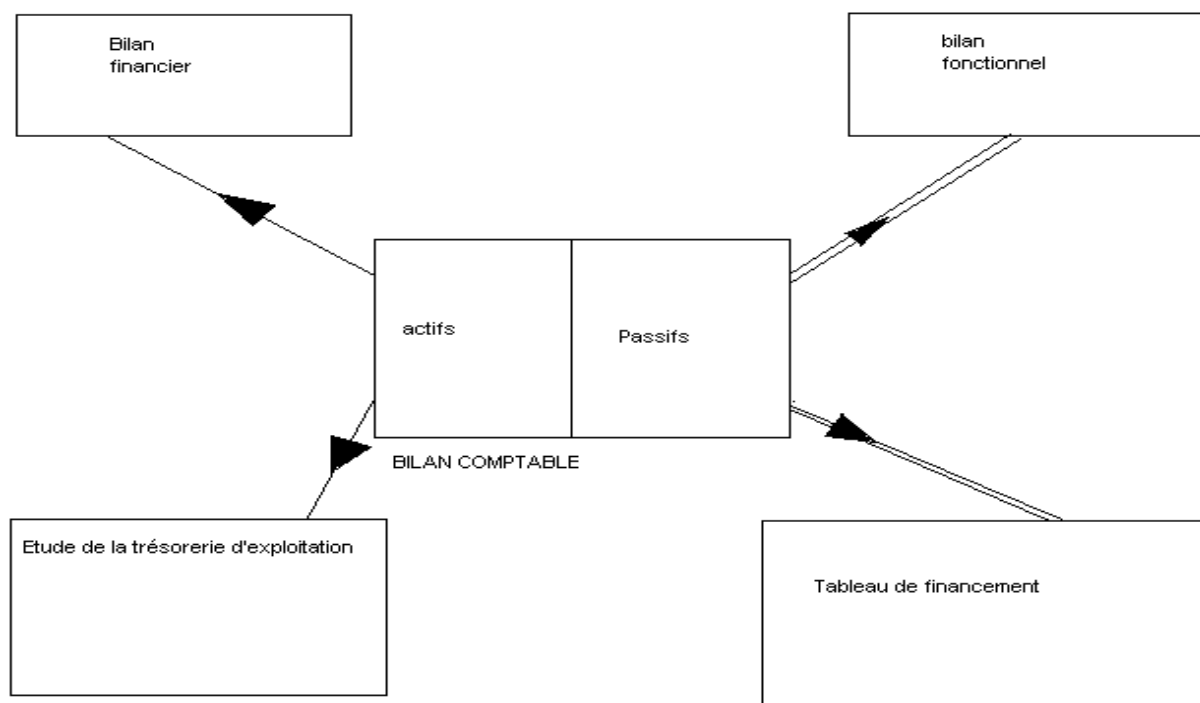 Bilan
financier
bilan
fonctionnel
actifs
Passifs
BILAN COMPTABLE
Etude de la trésorerie d'exploitation
Tableau de financement